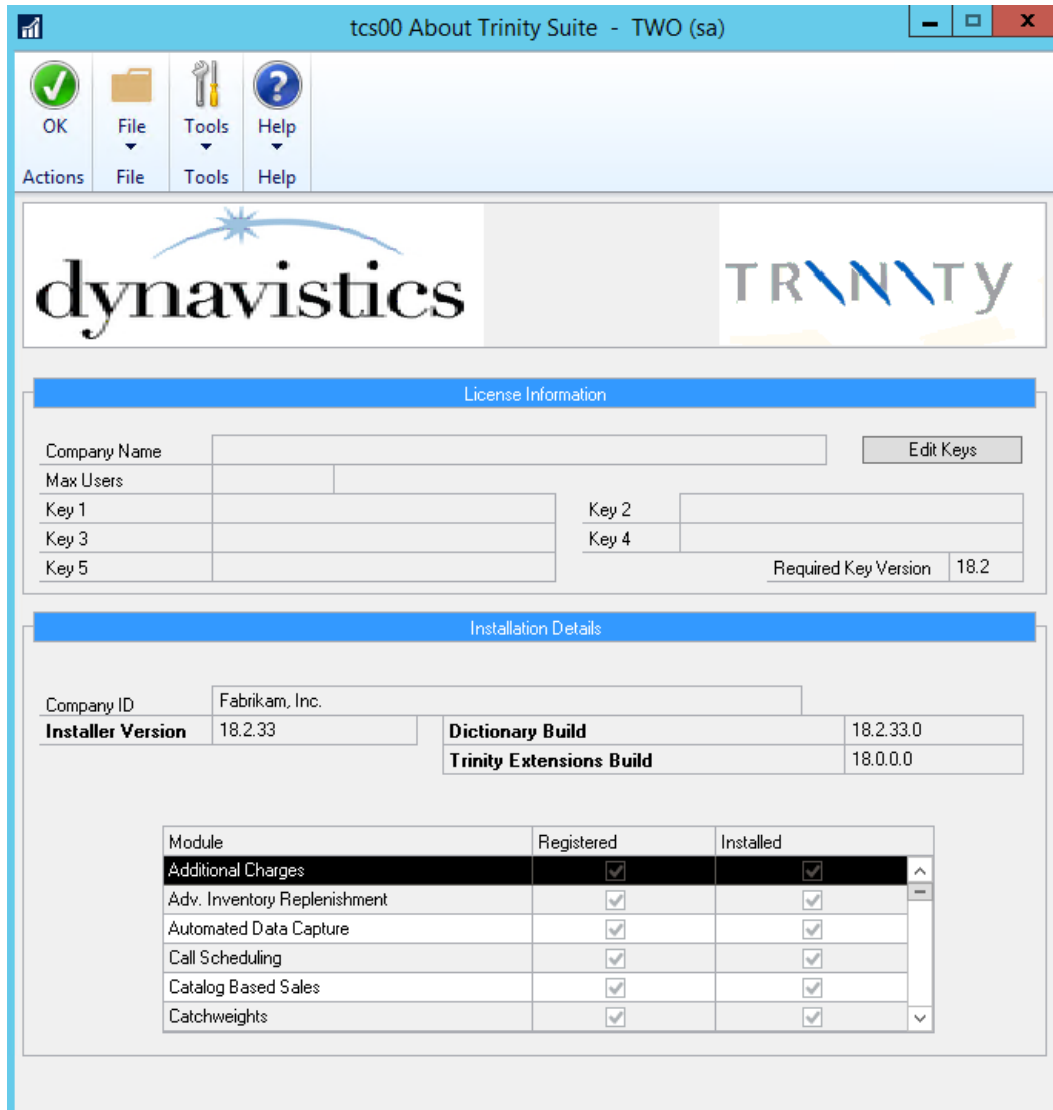 tcs00 About Trinity Suite - TWO (sa)
OK File Tools Help
Actions File Tools Help
dynavistics TRINITY
License Information
Company Name Edit Keys
Max Users
Key 1 Key 2
Key 3 Key 4
Key 5 Required Key Version 18.2
Installation Details
Company ID Fabrikam, Inc.
Installer Version 18.2.33 Dictionary Build 18.2.33.0
Trinity Extensions Build 18.0.0.0
Module Registered Installed
Additional Charges
Adv. Inventory Replenishment
Automated Data Capture
Call Scheduling
Catalog Based Sales
Catchweights